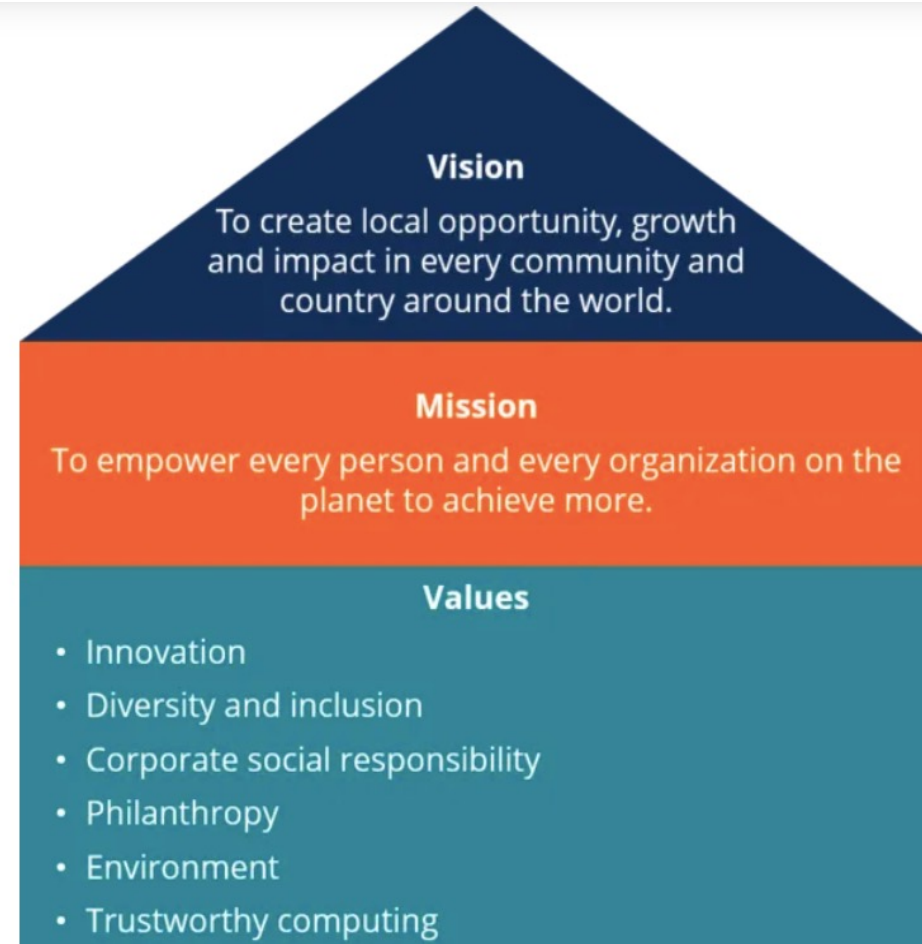 Vision
To create local opportunity, growth
and impact in every community and
country around the world.
Mission
To empower every person and every organization on the
planet to achieve more.
Values
• Innovation
• Diversity and inclusion
• Corporate social responsibility
• Philanthropy
• Environment
• Trustworthy computing